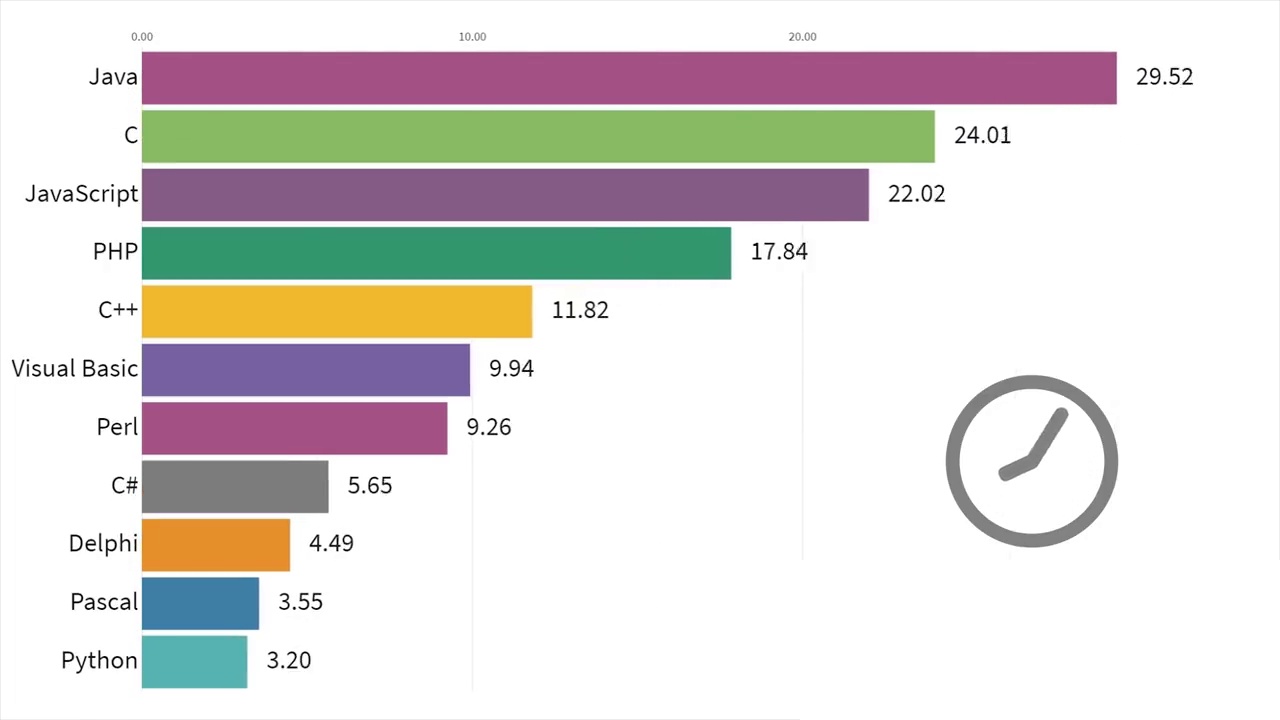 0.00 10.00 20.00
Java 29.52
C 24.01
JavaScript 22.02
PHP 17.84
C++ 11.82
Visual Basic 9.94
Perl 9.26
C# 5.65
Delphi 4.49
Pascal 3.55
Python 3.20